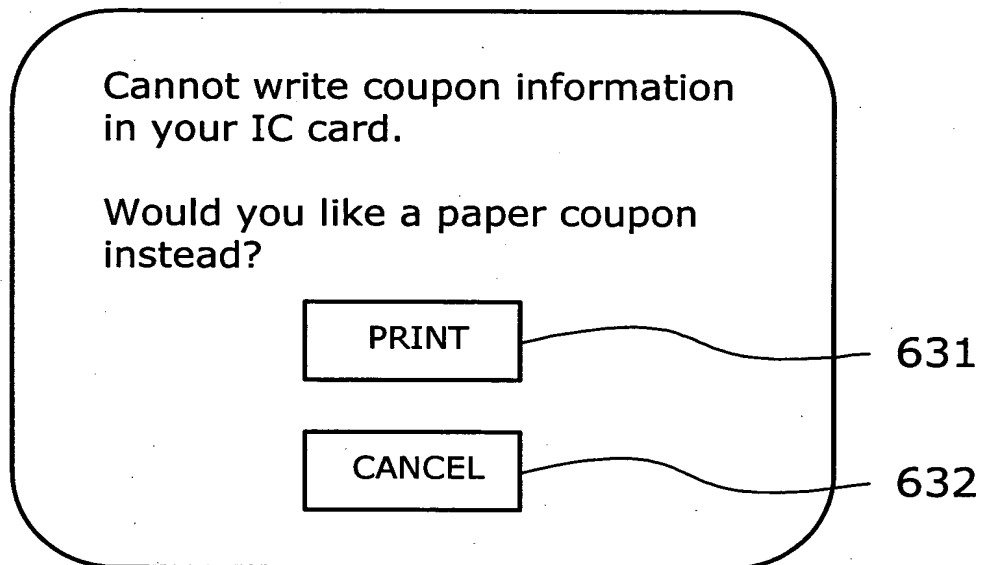 Cannot write coupon information
in your IC card.
Would you like a paper coupon
instead?
PRINT
631
CANCEL
632